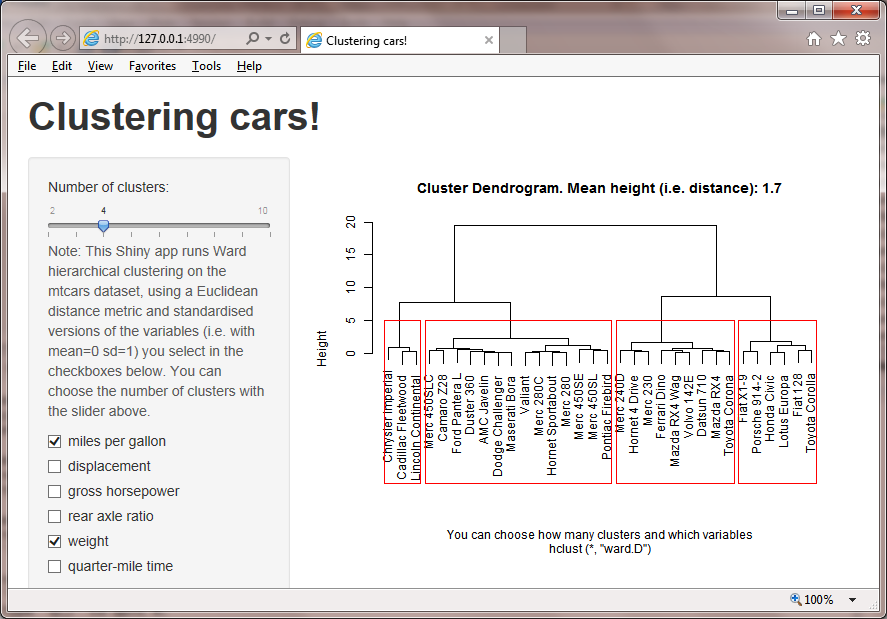 http://127.0.0.1:4990/
Clustering cars!
File Edit View Favorites Tools Help
Clustering cars!
Number of clusters:
2 4 10
Note: This Shiny app runs Ward
hierarchical clustering on the
mtcars dataset, using a Euclidean
distance metric and standardised
versions of the variables (i.e. with
mean=0 sd=1) you select in the
checkboxes below. You can
choose the number of clusters with
the slider above.
miles per gallon
displacement
gross horsepower
rear axle ratio
weight
quarter-mile time
Cluster Dendrogram. Mean height (i.e. distance): 1.7
Height
20
15
10
5
0
Chrysler Imperial
Cadillac Fleetwood
Lincoln Continental
Merc 450SLC
Camaro Z28
Ford Pantera L
Duster 360
AMC Javelin
Dodge Challenger
Maserati Bora
Valiant
Merc 280C
Hornet Sportabout
Merc 280
Merc 450SE
Merc 450SL
Pontiac Firebird
Merc 240D
Hornet 4 Drive
Merc 230
Ferrari Dino
Mazda RX4 Wag
Volvo 142E
Datsun 710
Mazda RX4
Toyota Corona
Fiat X1-9
Porsche 914-2
Honda Civic
Lotus Europa
Fiat 128
Toyota Corolla
You can choose how many clusters and which variables
hclust (*, "ward.D")
100%